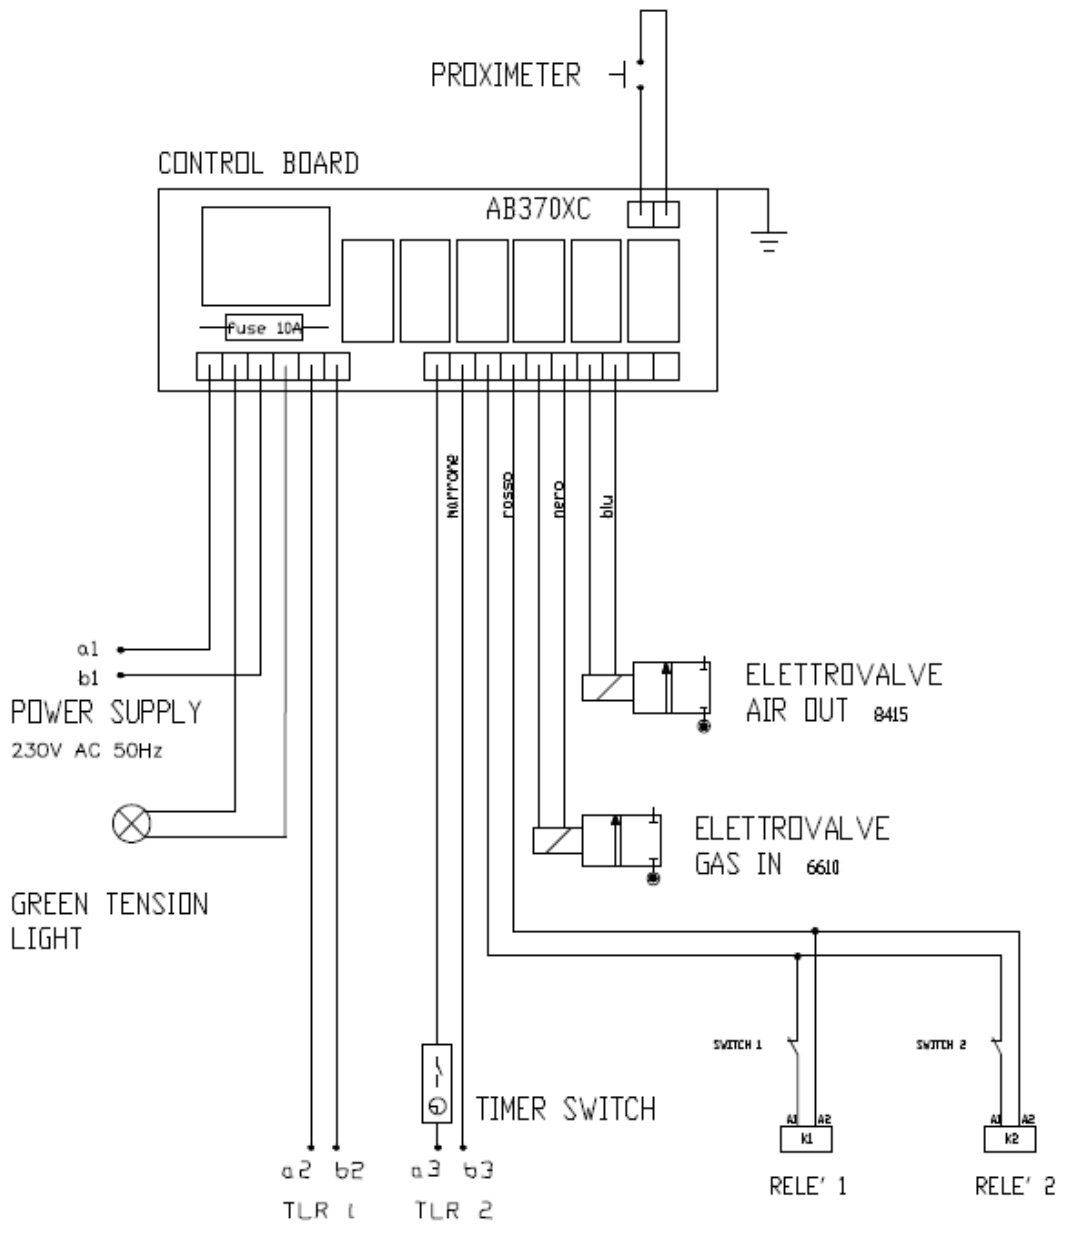 PROXIMETER
CONTROL BOARD
AB370XC
fuse 10A
marrone
rosso
nero
blu
a1
b1
POWER SUPPLY
230V AC 50Hz
ELETTROVALVE
AIR OUT 8415
ELETTROVALVE
GAS IN 6610
GREEN TENSION
LIGHT
SWITCH 1
SWITCH 2
TIMER SWITCH
A1 A2
K1
A1 A2
K2
RELE' 1
RELE' 2
a2 b2
TLR 1
a3 b3
TLR 2